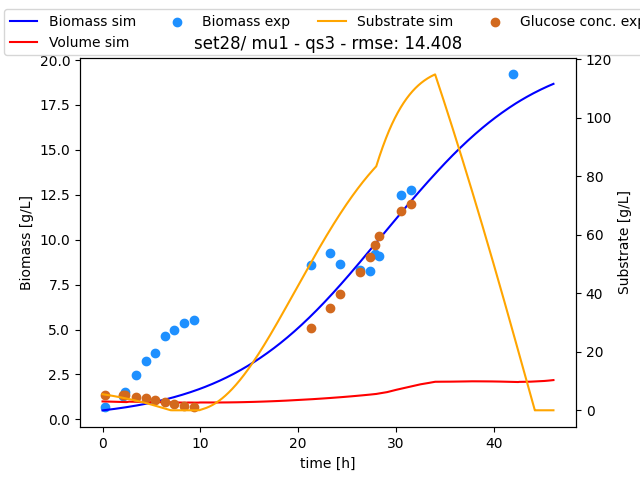 Biomass sim Biomass exp Substrate sim Glucose conc. exp
Volume sim
set28/ mu1 - qs3 - rmse: 14.408
20.0
17.5
15.0
12.5
10.0
7.5
5.0
2.5
0.0
Biomass [g/L]
120
100
80
60
40
20
0
Substrate [g/L]
0 10 20 30 40
time [h]